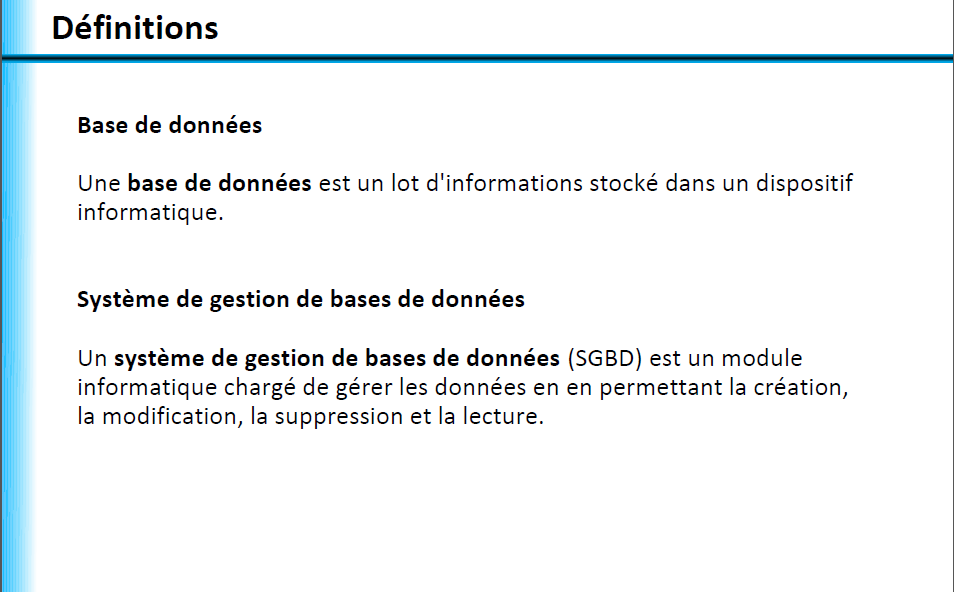 Définitions
Base de données
Une base de données est un lot d'informations stocké dans un dispositif
informatique.
Système de gestion de bases de données
Un système de gestion de bases de données (SGBD) est un module
informatique chargé de gérer les données en en permettant la création,
la modification, la suppression et la lecture.